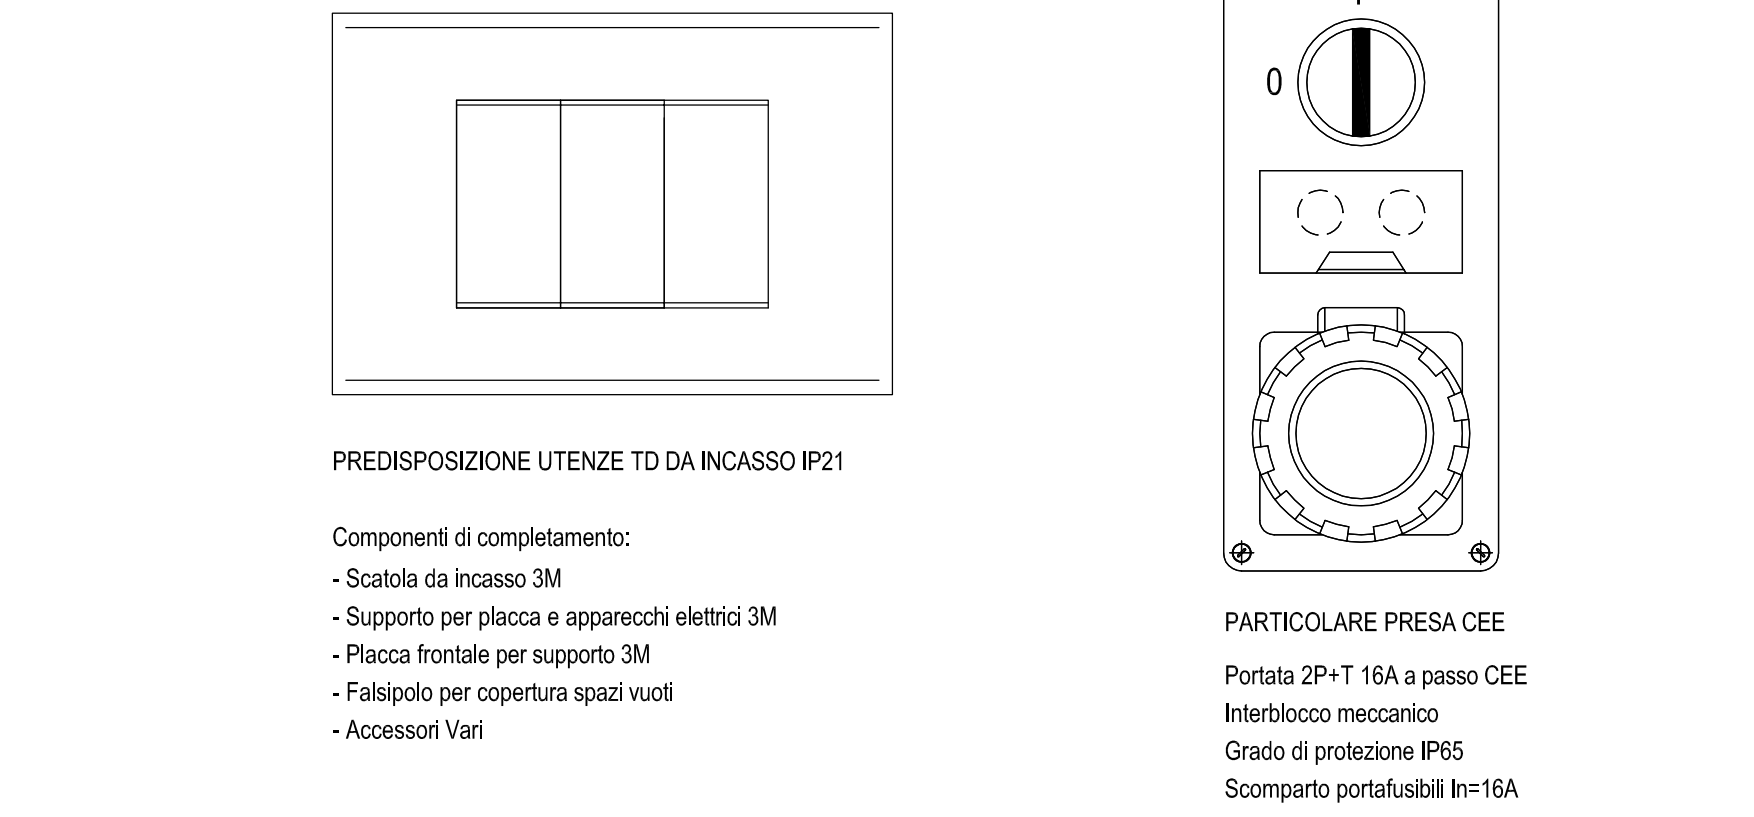 0
PREDISPOSIZIONE UTENZE TD DA INCASSO IP21
Componenti di completamento:
- Scatola da incasso 3M
- Supporto per placca e apparecchi elettrici 3M
- Placca frontale per supporto 3M
- Falsipolo per copertura spazi vuoti
- Accessori Vari
PARTICOLARE PRESA CEE
Portata 2P+T 16A a passo CEE
Interblocco meccanico
Grado di protezione IP65
Scomparto portafusibili In=16A